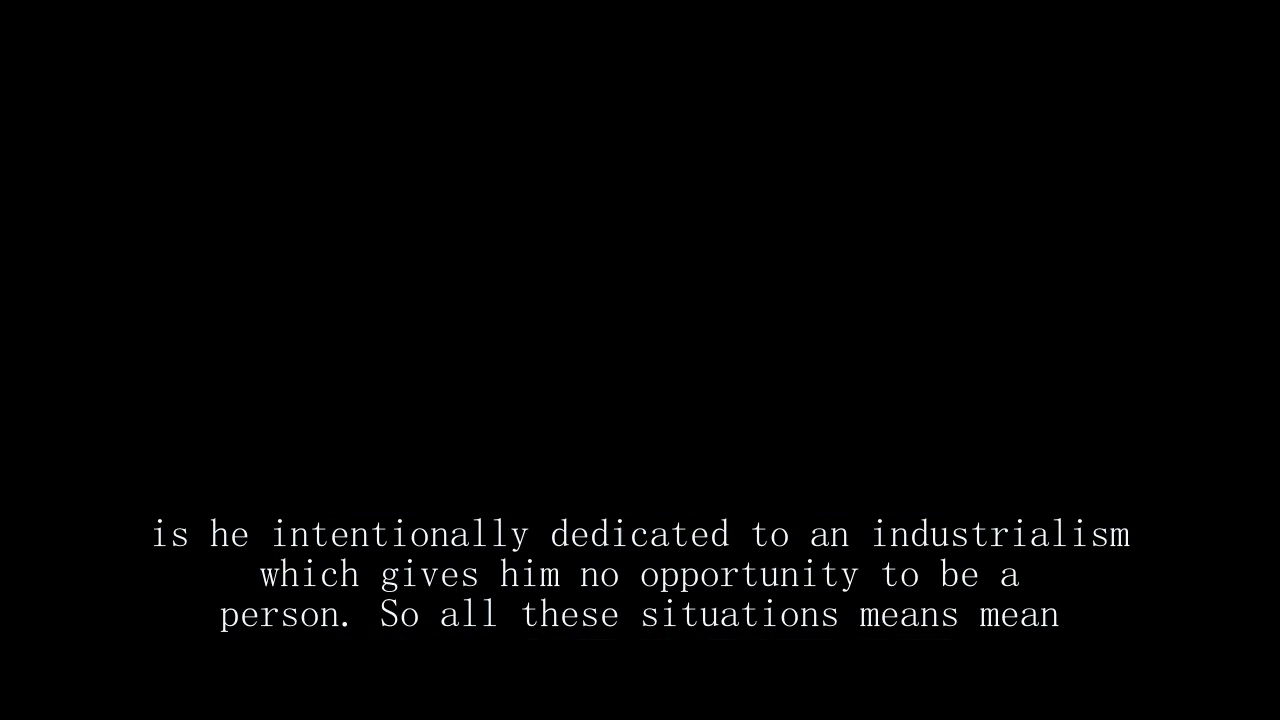 is he intentionally dedicated to an industrialism
which gives him no opportunity to be a
person. So all these situations means mean